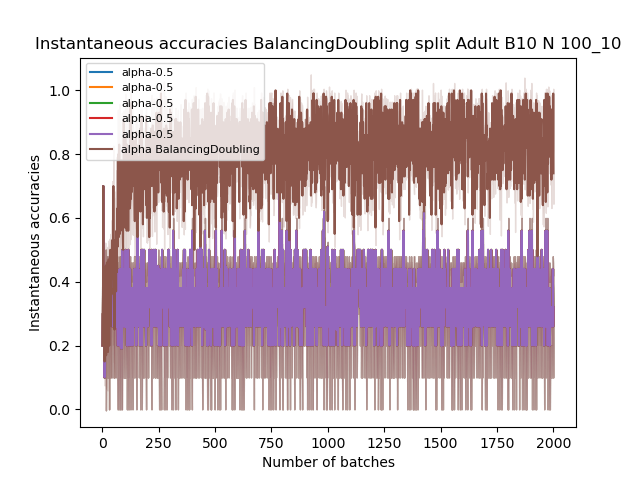 Instantaneous accuracies BalancingDoubling split Adult B10 N 100_10
alpha-0.5
alpha-0.5
alpha-0.5
alpha-0.5
alpha-0.5
alpha BalancingDoubling
Instantaneous accuracies
1.0
0.8
0.6
0.4
0.2
0.0
0 250 500 750 1000 1250 1500 1750 2000
Number of batches